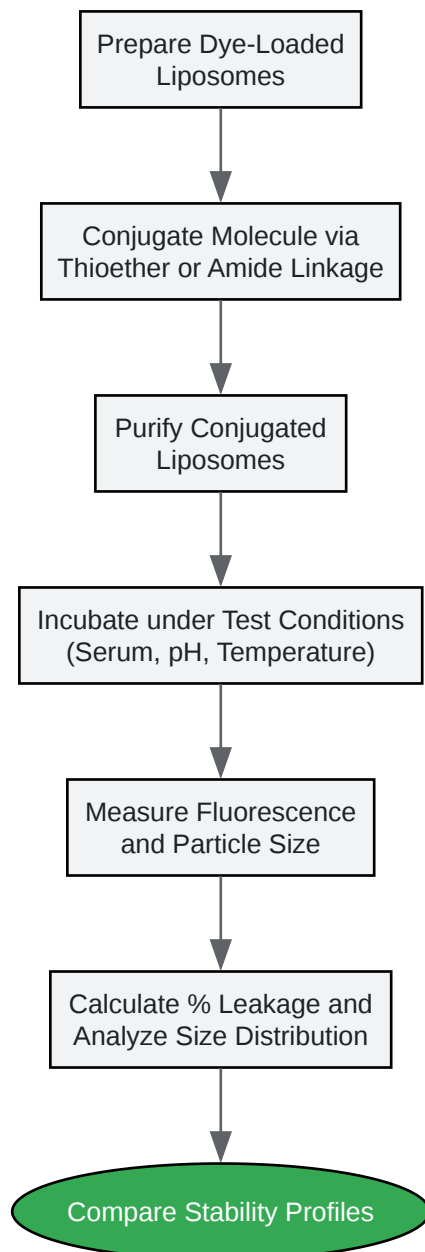 Prepare Dye-Loaded
Liposomes
Conjugate Molecule via
Thioether or Amide Linkage
Purify Conjugated
Liposomes
Incubate under Test Conditions
(Serum, pH, Temperature)
Measure Fluorescence
and Particle Size
Calculate % Leakage and
Analyze Size Distribution
Compare Stability Profiles